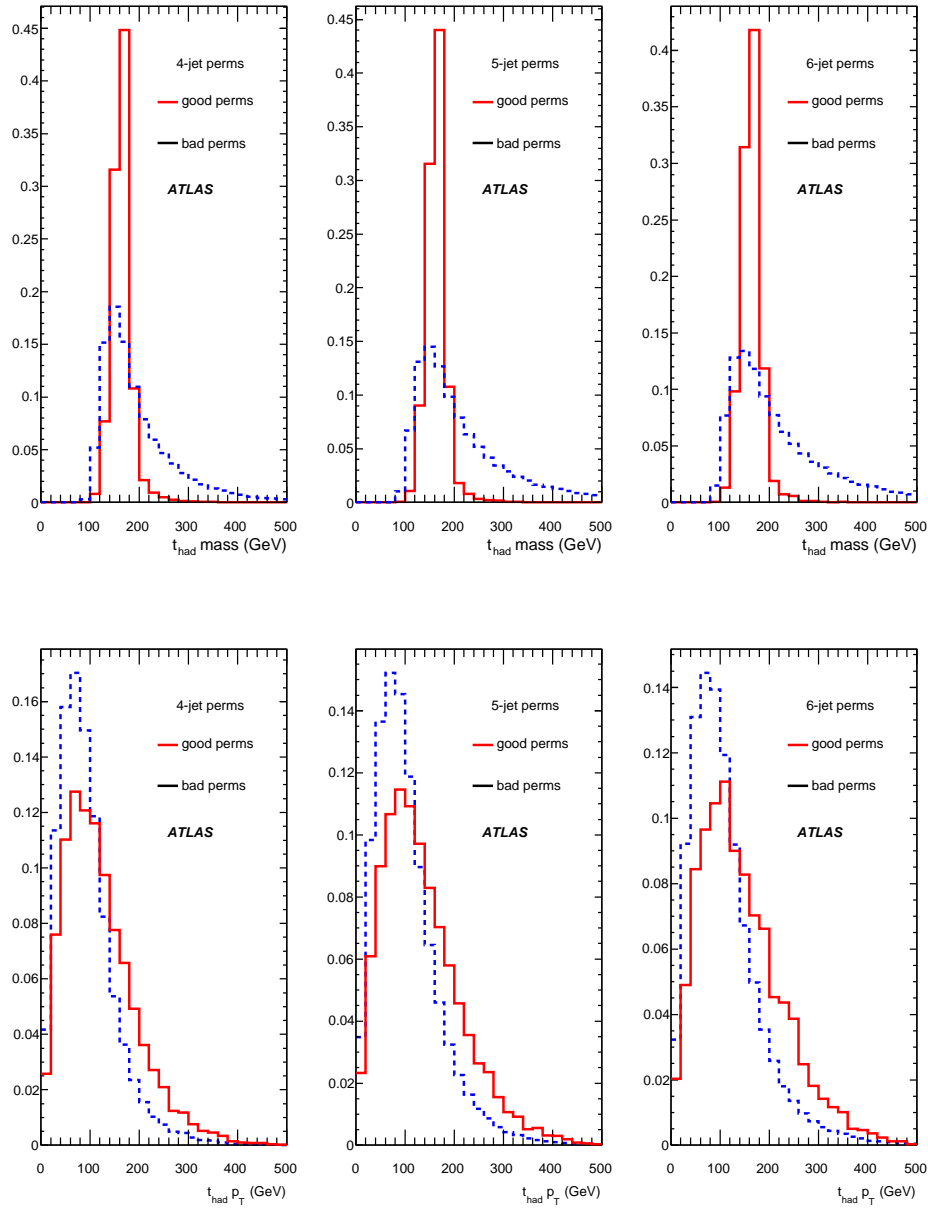 0.45
0.4
0.35
0.3
0.25
0.2
0.15
0.1
0.05
0
4-jet perms
good perms
bad perms
ATLAS
0 100 200 300 400 500
t_had mass (GeV)
0.45
0.4
0.35
0.3
0.25
0.2
0.15
0.1
0.05
0
5-jet perms
good perms
bad perms
ATLAS
0 100 200 300 400 500
t_had mass (GeV)
0.4
0.35
0.3
0.25
0.2
0.15
0.1
0.05
0
6-jet perms
good perms
bad perms
ATLAS
0 100 200 300 400 500
t_had mass (GeV)
0.16
0.14
0.12
0.1
0.08
0.06
0.04
0.02
0
4-jet perms
good perms
bad perms
ATLAS
0 100 200 300 400 500
t_had p_T (GeV)
0.14
0.12
0.1
0.08
0.06
0.04
0.02
0
5-jet perms
good perms
bad perms
ATLAS
0 100 200 300 400 500
t_had p_T (GeV)
0.14
0.12
0.1
0.08
0.06
0.04
0.02
0
6-jet perms
good perms
bad perms
ATLAS
0 100 200 300 400 500
t_had p_T (GeV)